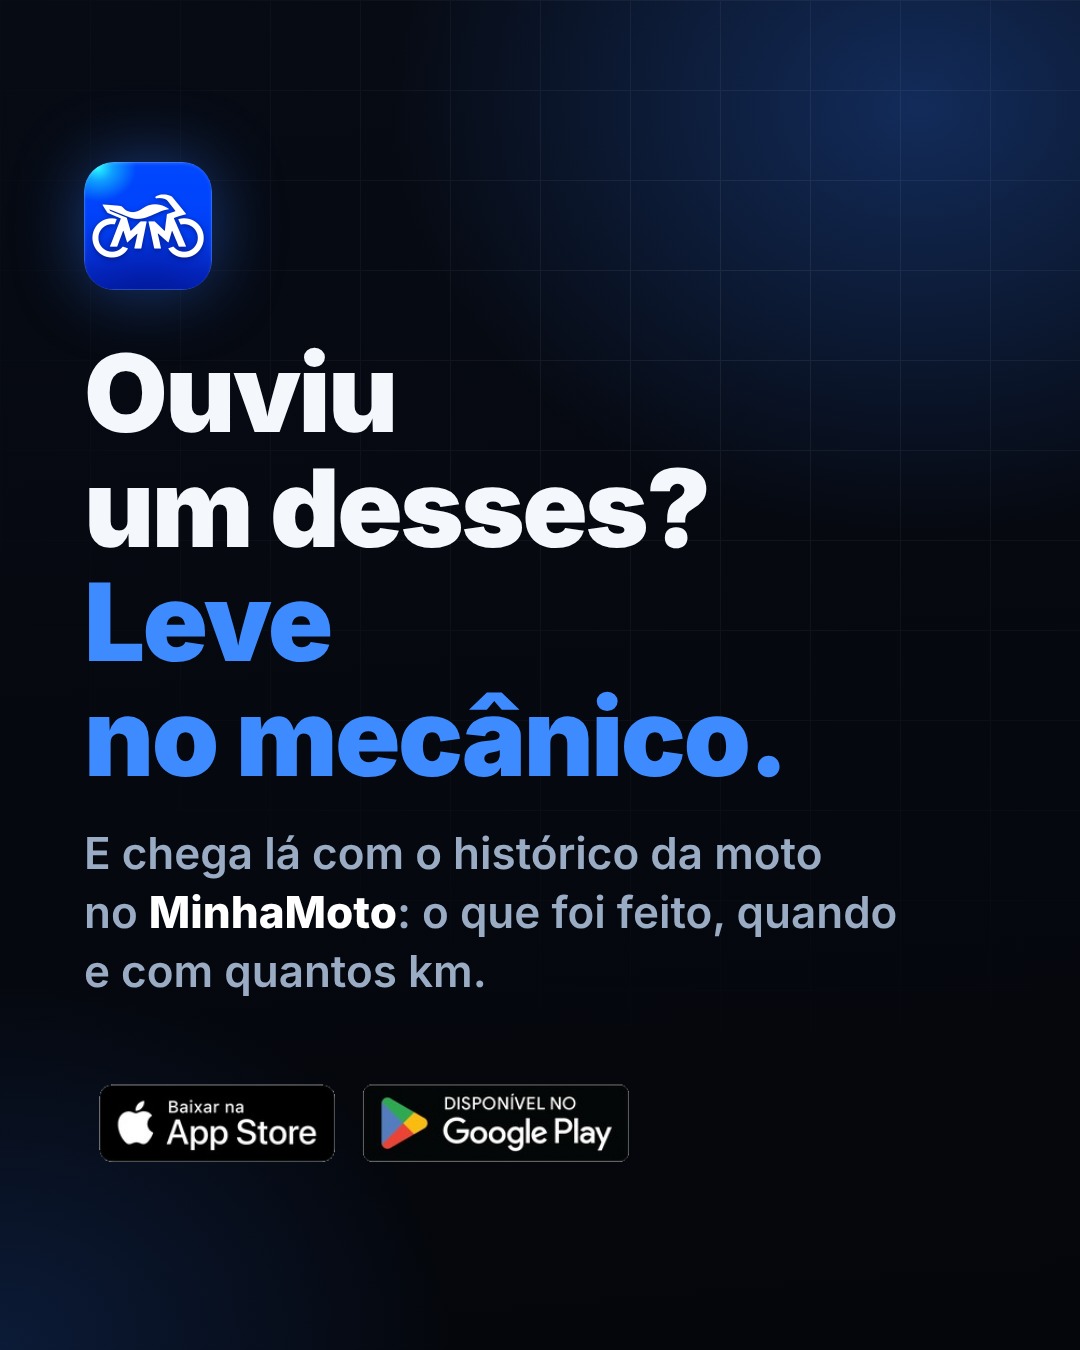 MM
Ouviu
um desses?
Leve
no mecânico.
E chega lá com o histórico da moto
no MinhaMoto: o que foi feito, quando
e com quantos km.
Baixar na
App Store
DISPONÍVEL NO
Google Play